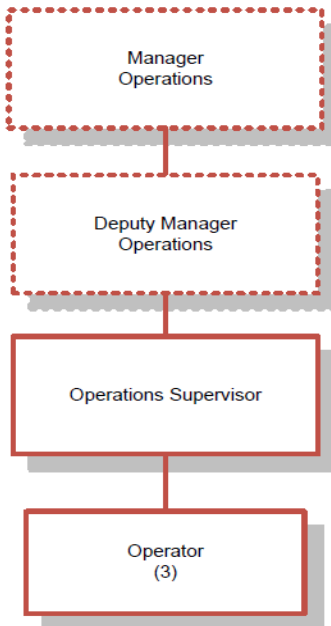 Manager
Operations
Deputy Manager
Operations
Operations Supervisor
Operator
(3)